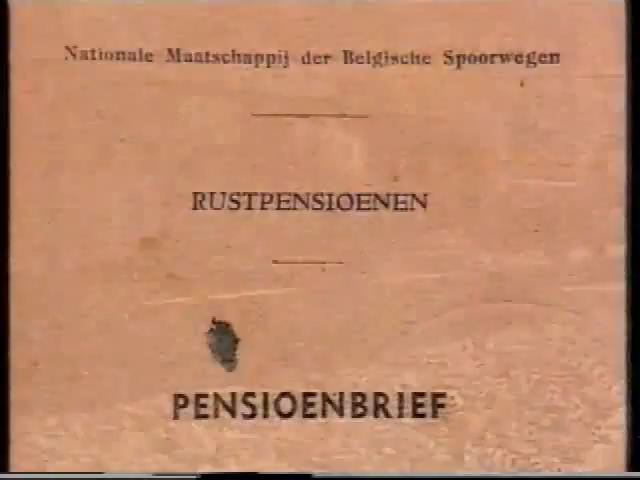 Nationale Maatschappij der Belgische Spoorwegen
RUSTPENSIOENEN
PENSIOENBRIEF